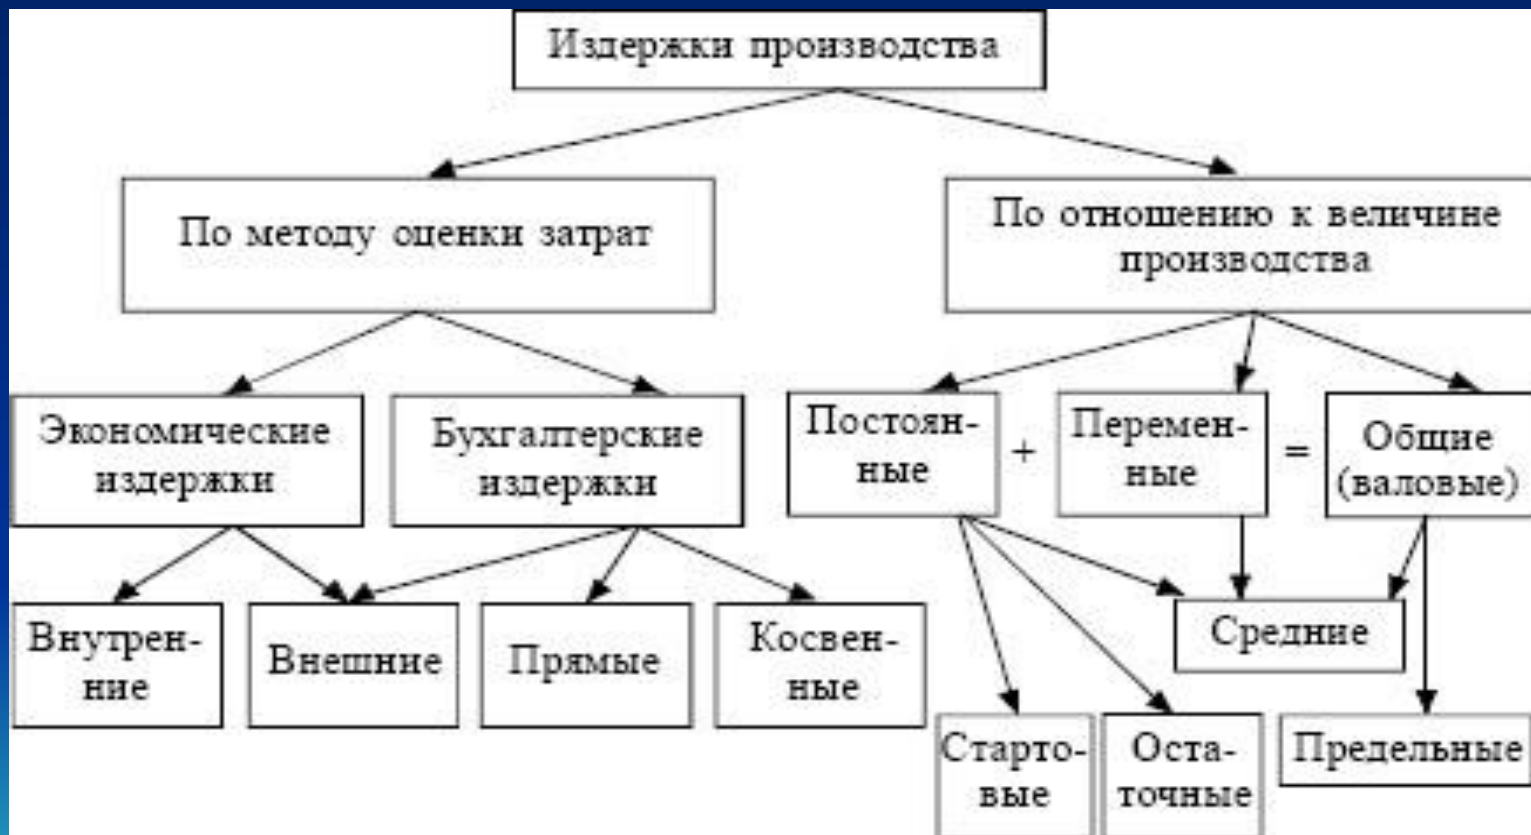 Издержки производства
По методу оценки затрат
По отношению к величине
производства
Экономические
издержки
Бухгалтерские
издержки
Постоян-
ные
+
Перемен-
ные
=
Общие
(валовые)
Внутрен-
ние
Внешние
Прямые
Косвен-
ные
Средние
Старто-
вые
Оста-
точные
Предельные